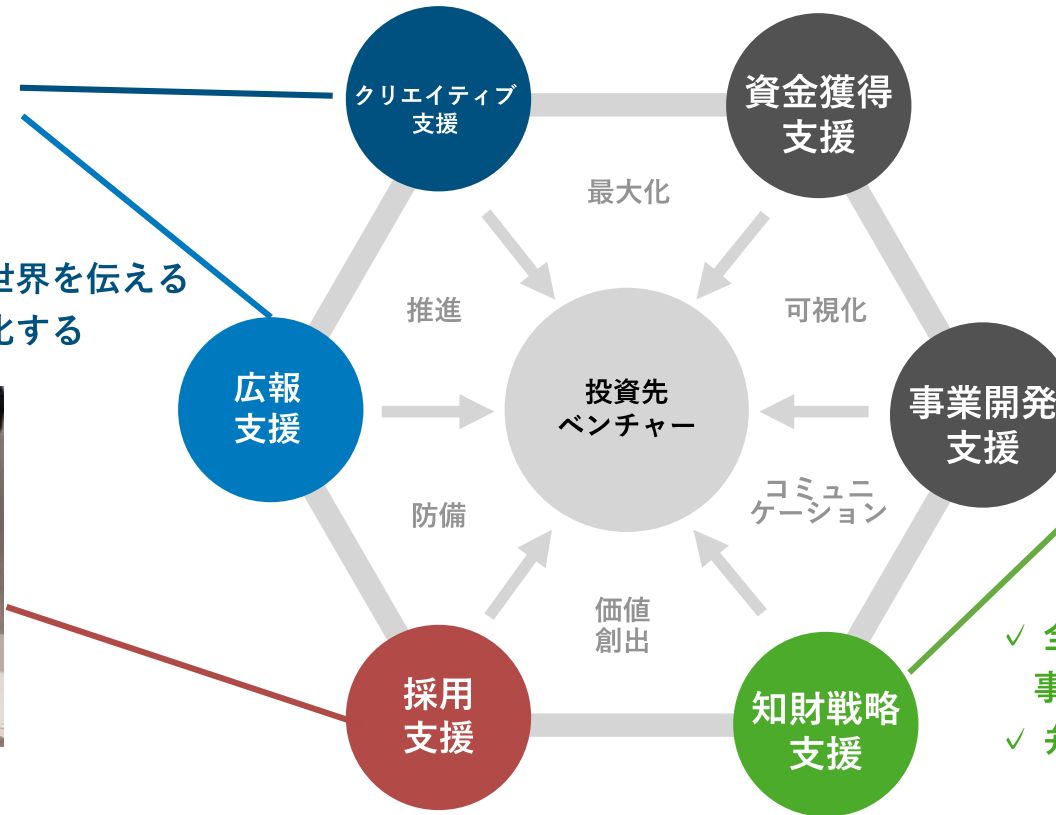 クリエイティブ
支援
資金獲得
支援
最大化
世界を伝える
化する
推進
可視化
広報
支援
投資先
ベンチャー
事業開発
支援
防備
コミュニ
ケーション
価値
創出
採用
支援
知財戦略
支援
✓ 全
事
✓